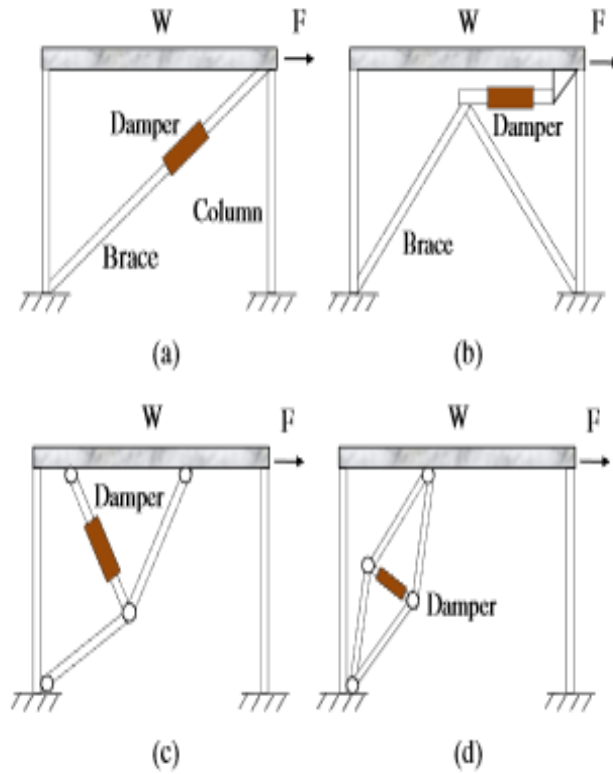 W F
Damper
Column
Brace
(a)
W F
Damper
Brace
(b)
W F
Damper
(c)
W F
Damper
(d)